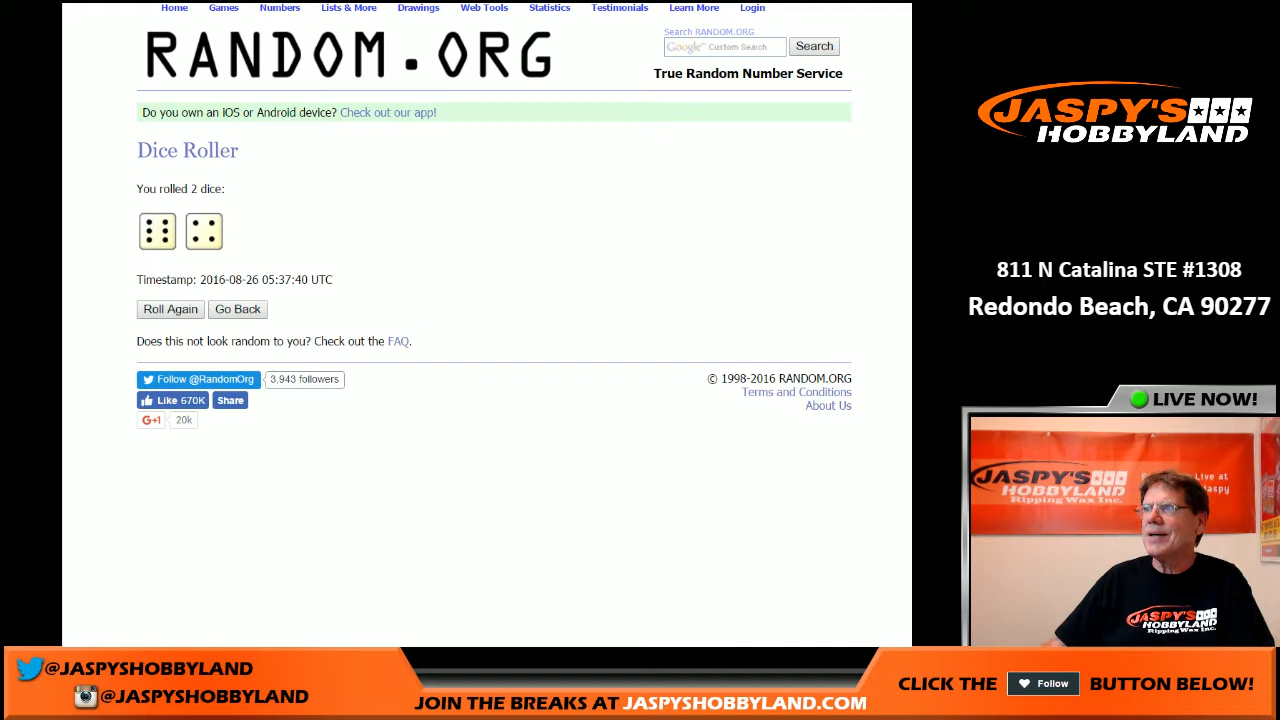 Home Games Numbers Lists & More Drawings Web Tools Statistics Testimonials Learn More Login
RANDOM.ORG
Search RANDOM.ORG
Google™ Custom Search Search
True Random Number Service
Do you own an iOS or Android device? Check out our app!
Dice Roller
You rolled 2 dice:
Timestamp: 2016-08-26 05:37:40 UTC
Roll Again Go Back
Does this not look random to you? Check out the FAQ.
Follow @RandomOrg 3,943 followers
Like 670K Share
G+1 20k
© 1998-2016 RANDOM.ORG
Terms and Conditions
About Us
JASPY'S
HOBBYLAND
811 N Catalina STE #1308
Redondo Beach, CA 90277
LIVE NOW!
JASPY'S
HOBBYLAND
Ripping Wax Inc.
Live at
JASPY'S
HOBBYLAND
Ripping Wax Inc.
@JASPYSHOBBYLAND
@JASPYSHOBBYLAND
JOIN THE BREAKS AT JASPYSHOBBYLAND.COM
CLICK THE Follow BUTTON BELOW!